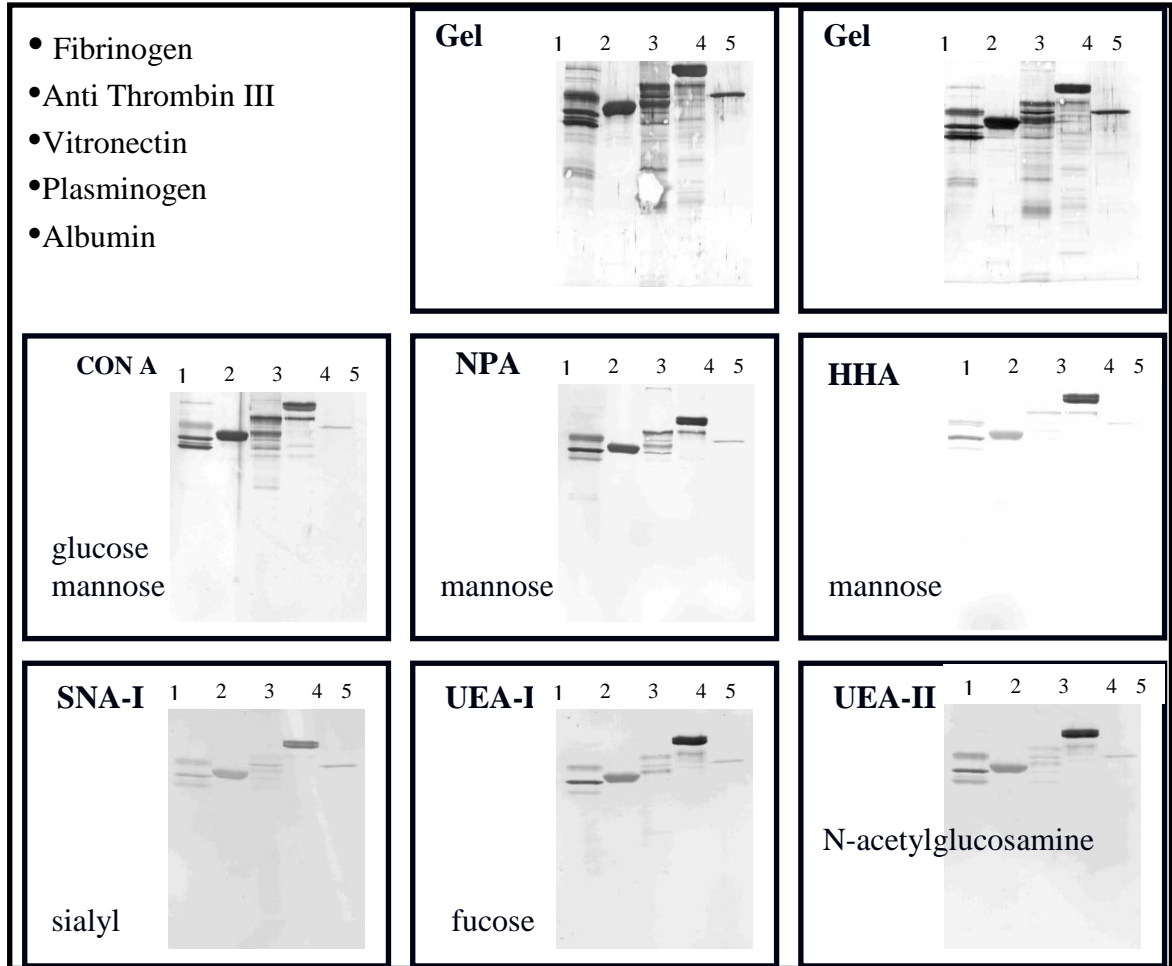 • Fibrinogen
•Anti Thrombin III
•Vitronectin
•Plasminogen
•Albumin
Gel
1 2 3 4 5
Gel
1 2 3 4 5
CON A
1 2 3 4 5
glucose
mannose
NPA
1 2 3 4 5
mannose
HHA
1 2 3 4 5
mannose
SNA-I
1 2 3 4 5
sialyl
UEA-I
1 2 3 4 5
fucose
UEA-II
1 2 3 4 5
N-acetylglucosamine